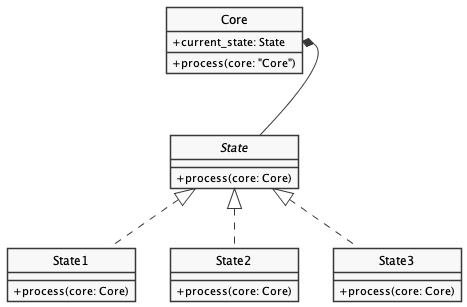 Core
+current_state: State
+process(core: "Core")
State
+process(core: Core)
State1
+process(core: Core)
State2
+process(core: Core)
State3
+process(core: Core)